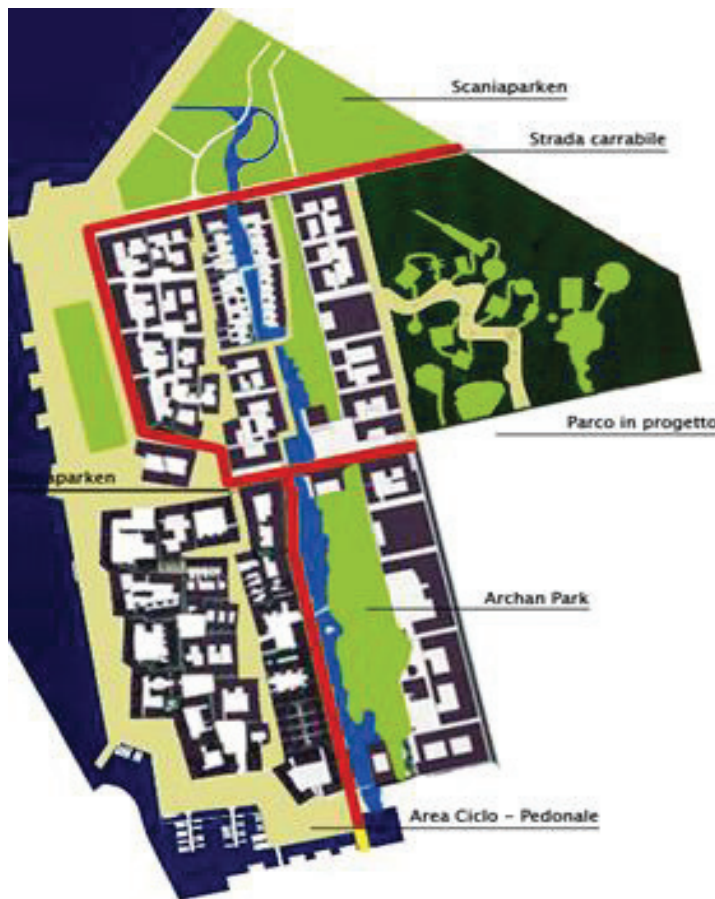 Scaniaparken
Strada carrabile
Parco in progetto
Archan Park
Area Ciclo - Pedonale